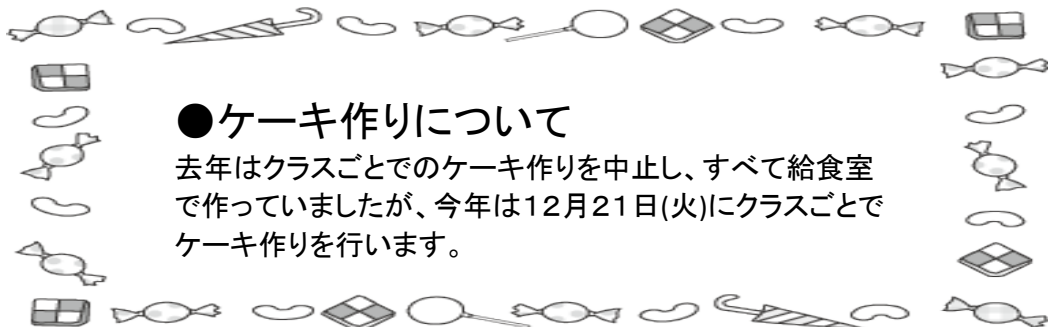 ●ケーキ作りについて
去年はクラスごとでのケーキ作りを中止し、すべて給食室
で作っていましたが、今年は12月21日(火)にクラスごとで
ケーキ作りを行います。